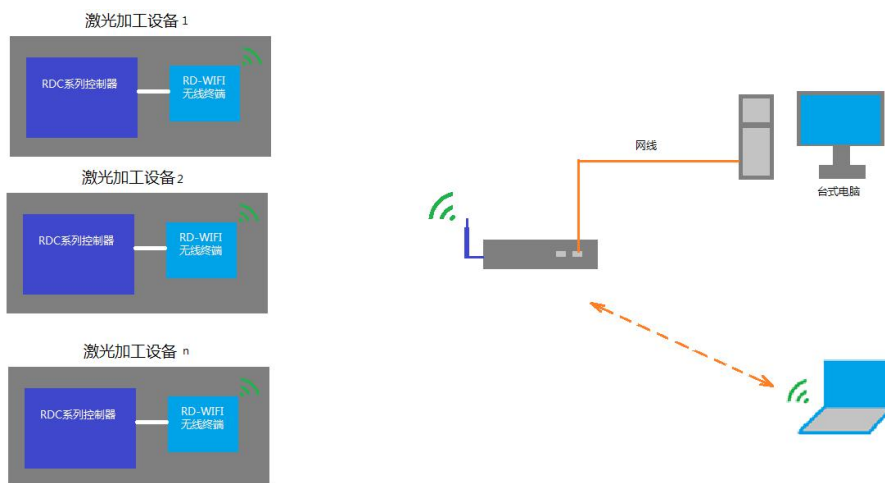 激光加工设备1
RDC系列控制器
RD-WIFI
无线终端
激光加工设备2
RDC系列控制器
RD-WIFI
无线终端
激光加工设备 n
RDC系列控制器
RD-WIFI
无线终端
网线
台式电脑